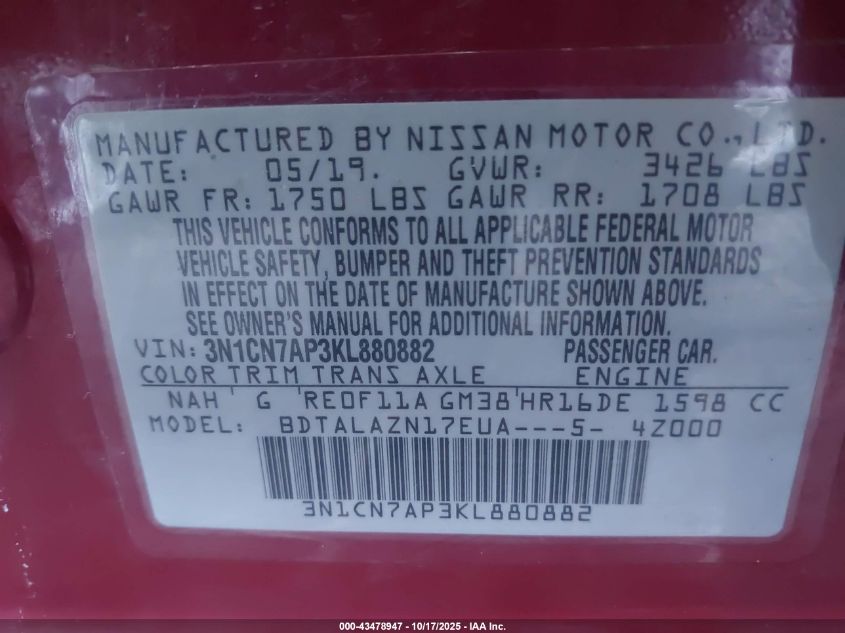 MANUFACTURED BY NISSAN MOTOR CO., LTD.
DATE: 05/19. GVWR: 3426 LBS
GAWR FR: 1750 LBS GAWR RR: 1708 LBS
THIS VEHICLE CONFORMS TO ALL APPLICABLE FEDERAL MOTOR
VEHICLE SAFETY, BUMPER AND THEFT PREVENTION STANDARDS
IN EFFECT ON THE DATE OF MANUFACTURE SHOWN ABOVE.
SEE OWNER'S MANUAL FOR ADDITIONAL INFORMATION.
VIN: 3N1CN7AP3KL880882 PASSENGER CAR.
COLOR TRIM TRANS AXLE ENGINE
NAH G RE0F11A GM38 HR16DE 1598 CC
MODEL: BDTALAZN17EUA---5- 4Z000
3N1CN7AP3KL880882
000-43478947 - 10/17/2025 - IAA Inc.